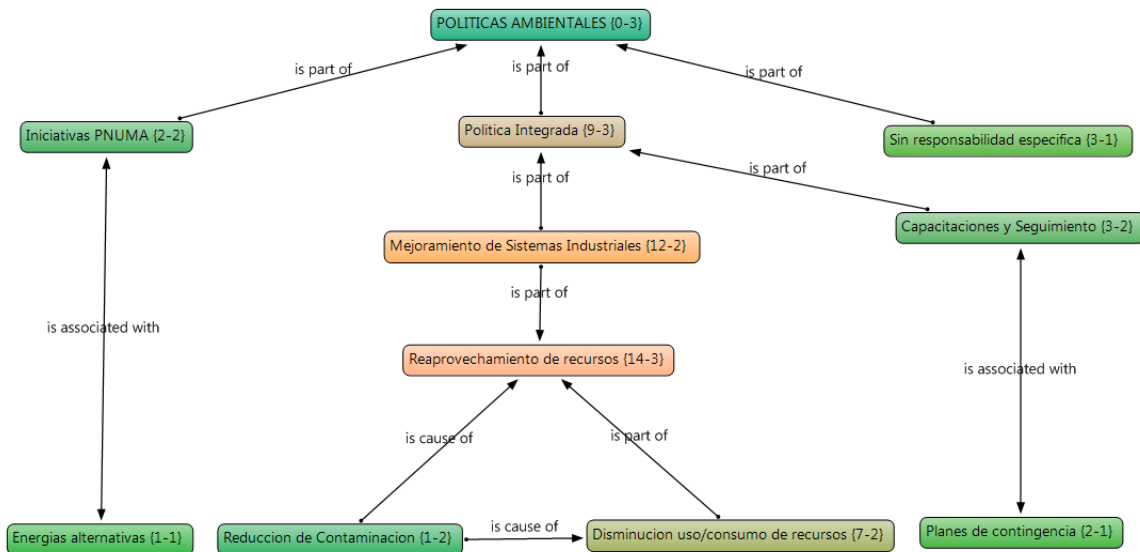 POLITICAS AMBIENTALES {0-3}
is part of
is part of
is part of
Iniciativas PNUMA {2-2}
Politica Integrada {9-3}
Sin responsabilidad especifica {3-1}
is part of
is part of
Capacitaciones y Seguimiento {3-2}
Mejoramiento de Sistemas Industriales {12-2}
is part of
is associated with
Reaprovechamiento de recursos {14-3}
is associated with
is cause of
is part of
is cause of
Energias alternativas {1-1}
Reduccion de Contaminacion {1-2}
Disminucion uso/consumo de recursos {7-2}
Planes de contingencia {2-1}